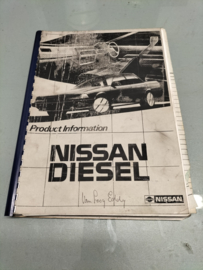 Product Information
NISSAN
DIESEL
NISSAN